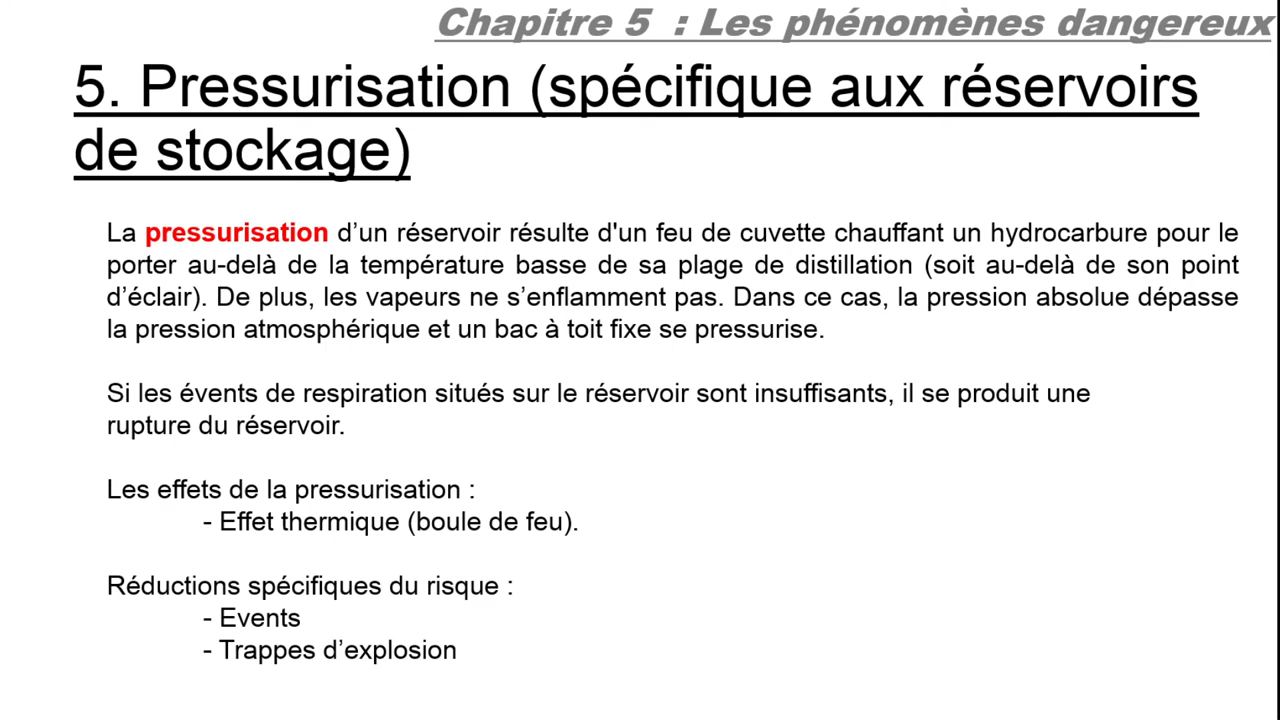 Chapitre 5 : Les phénomènes dangereux
5. Pressurisation (spécifique aux réservoirs
de stockage)
La pressurisation d’un réservoir résulte d'un feu de cuvette chauffant un hydrocarbure pour le
porter au-delà de la température basse de sa plage de distillation (soit au-delà de son point
d’éclair). De plus, les vapeurs ne s’enflamment pas. Dans ce cas, la pression absolue dépasse
la pression atmosphérique et un bac à toit fixe se pressurise.
Si les évents de respiration situés sur le réservoir sont insuffisants, il se produit une
rupture du réservoir.
Les effets de la pressurisation :
- Effet thermique (boule de feu).
Réductions spécifiques du risque :
- Events
- Trappes d’explosion